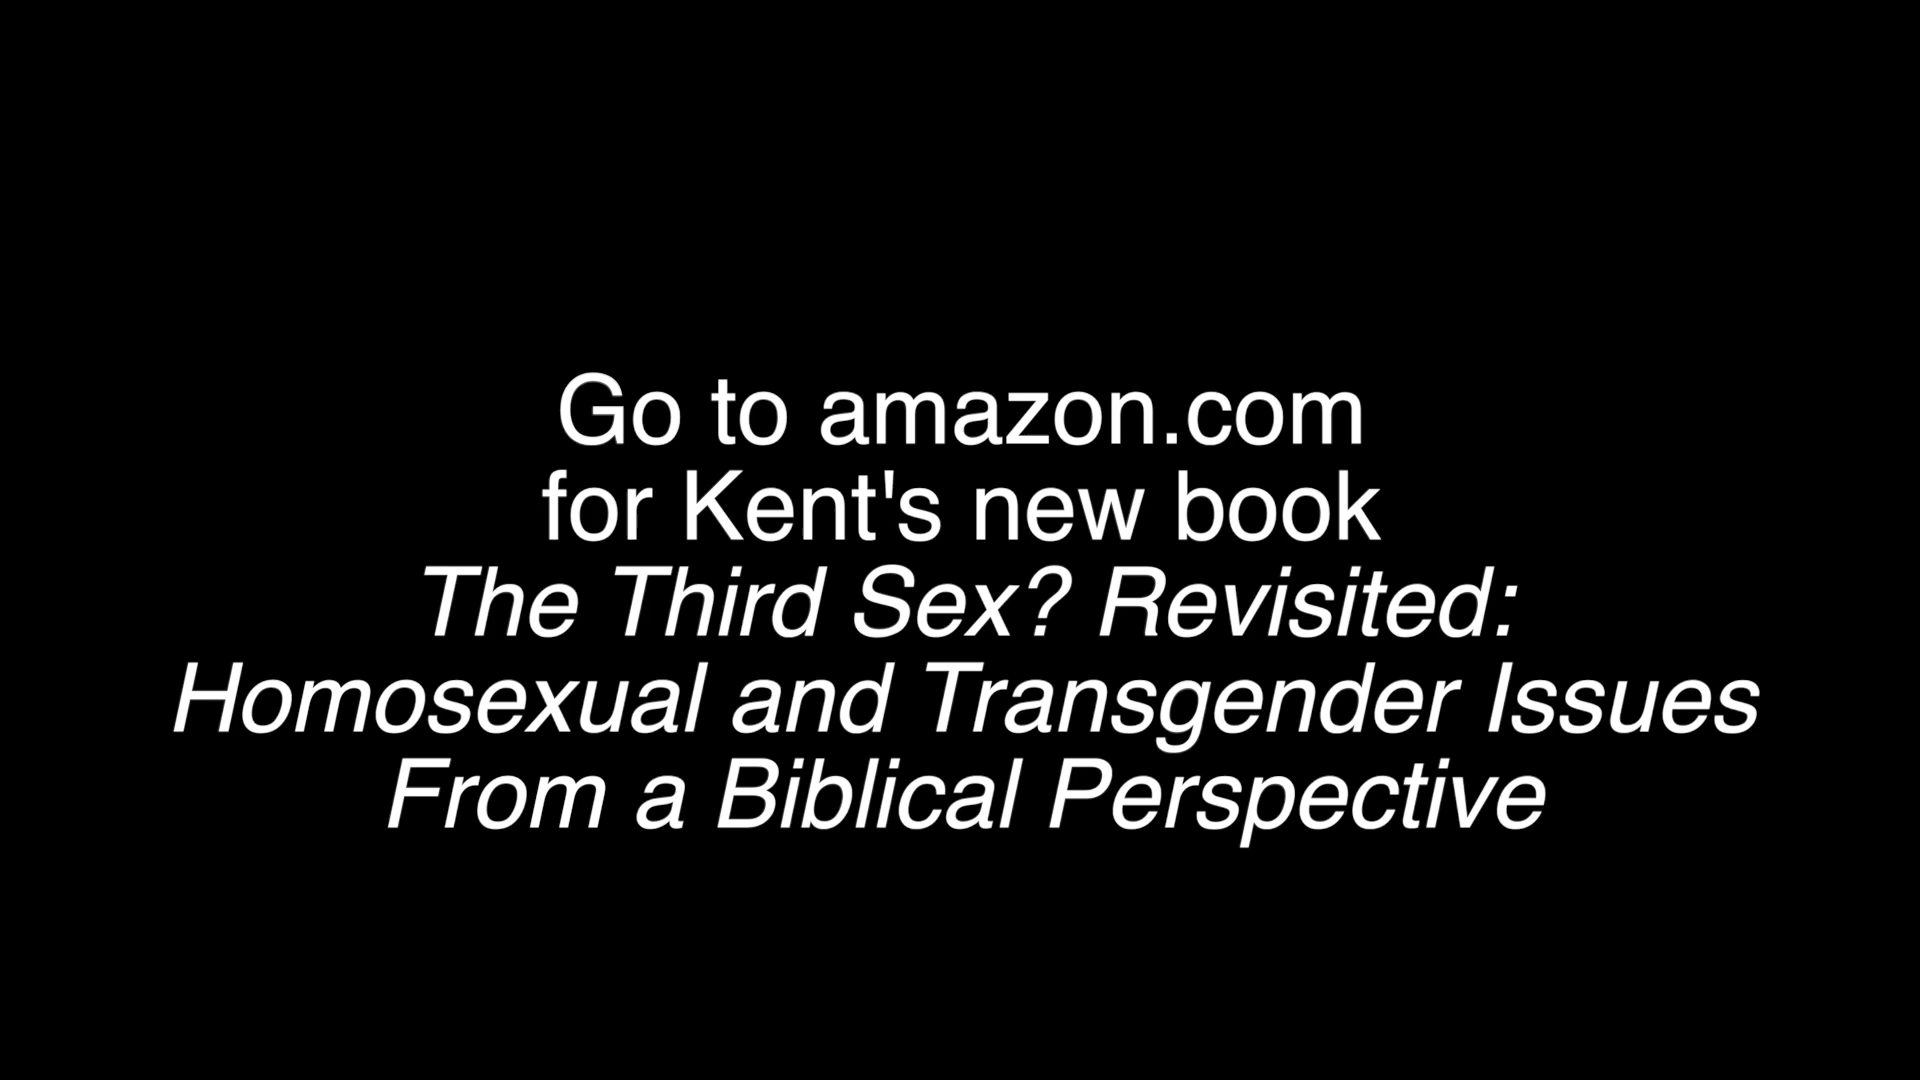 Go to amazon.com
for Kent's new book
The Third Sex? Revisited:
Homosexual and Transgender Issues
From a Biblical Perspective